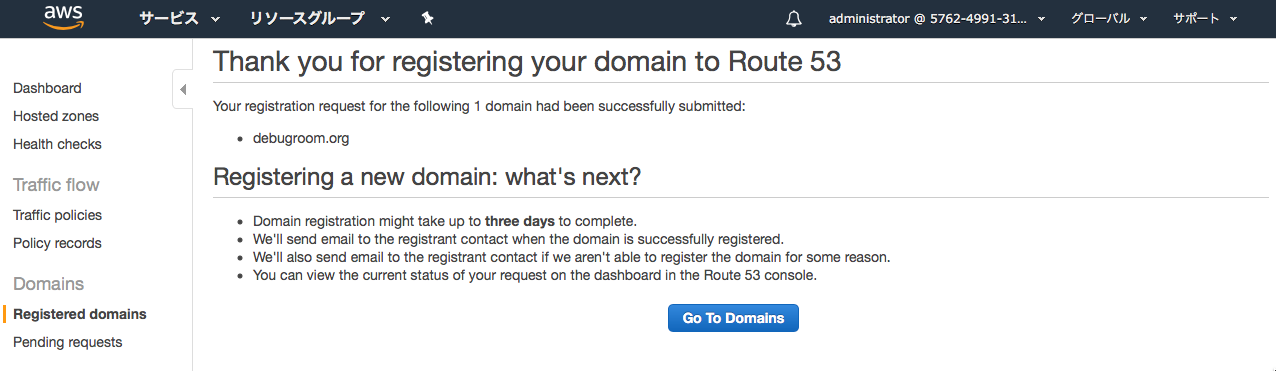 aws サービス リソースグループ administrator @ 5762-4991-31... グローバル サポート
Dashboard
Hosted zones
Health checks
Traffic flow
Traffic policies
Policy records
Domains
Registered domains
Pending requests
Thank you for registering your domain to Route 53
Your registration request for the following 1 domain had been successfully submitted:
• debugroom.org
Registering a new domain: what's next?
• Domain registration might take up to three days to complete.
• We'll send email to the registrant contact when the domain is successfully registered.
• We'll also send email to the registrant contact if we aren't able to register the domain for some reason.
• You can view the current status of your request on the dashboard in the Route 53 console.
Go To Domains